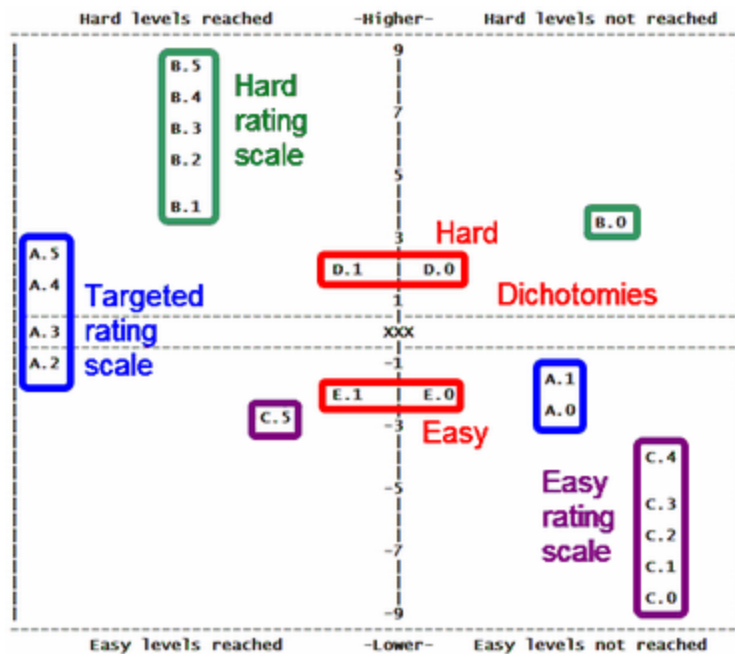 Hard levels reached -Higher- Hard levels not reached
9
B.5
B.4
7
B.3
B.2
5
B.1
Hard
rating
scale
B.0
3
Hard
A.5
A.4
D.1 D.0
Dichotomies
1
Targeted
rating
scale
A.3
XXX
A.2
-1
A.1
E.1 E.0
A.0
C.5
-3
Easy
C.4
-5
Easy
rating
scale
C.3
C.2
-7
C.1
C.0
-9
Easy levels reached -Lower- Easy levels not reached